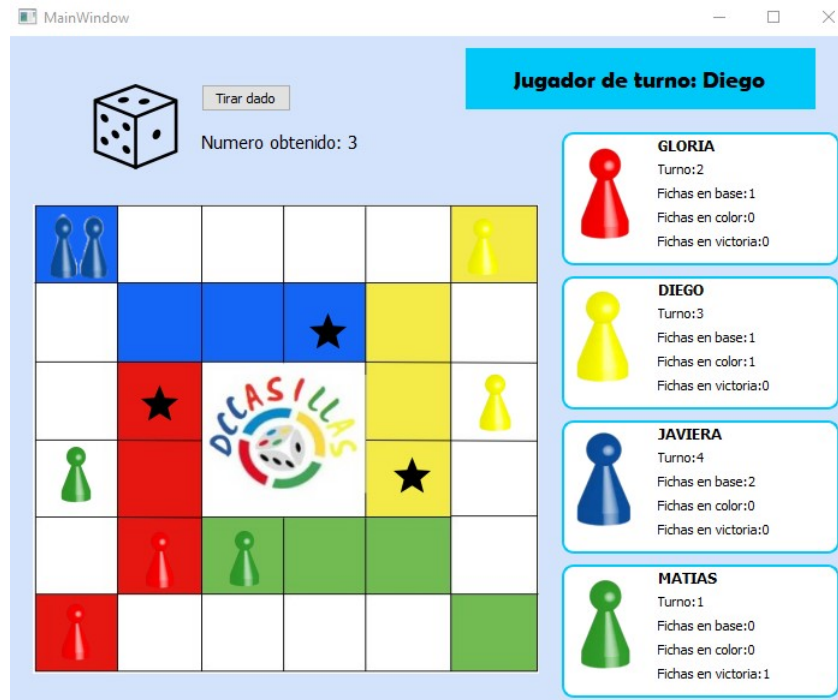 MainWindow
Jugador de turno: Diego
Tirar dado
Numero obtenido: 3
GLORIA
Turno:2
Fichas en base:1
Fichas en color:0
Fichas en victoria:0
DIEGO
Turno:3
Fichas en base:1
Fichas en color:1
Fichas en victoria:0
DCCASILLAS
JAVIERA
Turno:4
Fichas en base:2
Fichas en color:0
Fichas en victoria:0
MATIAS
Turno:1
Fichas en base:0
Fichas en color:0
Fichas en victoria:1